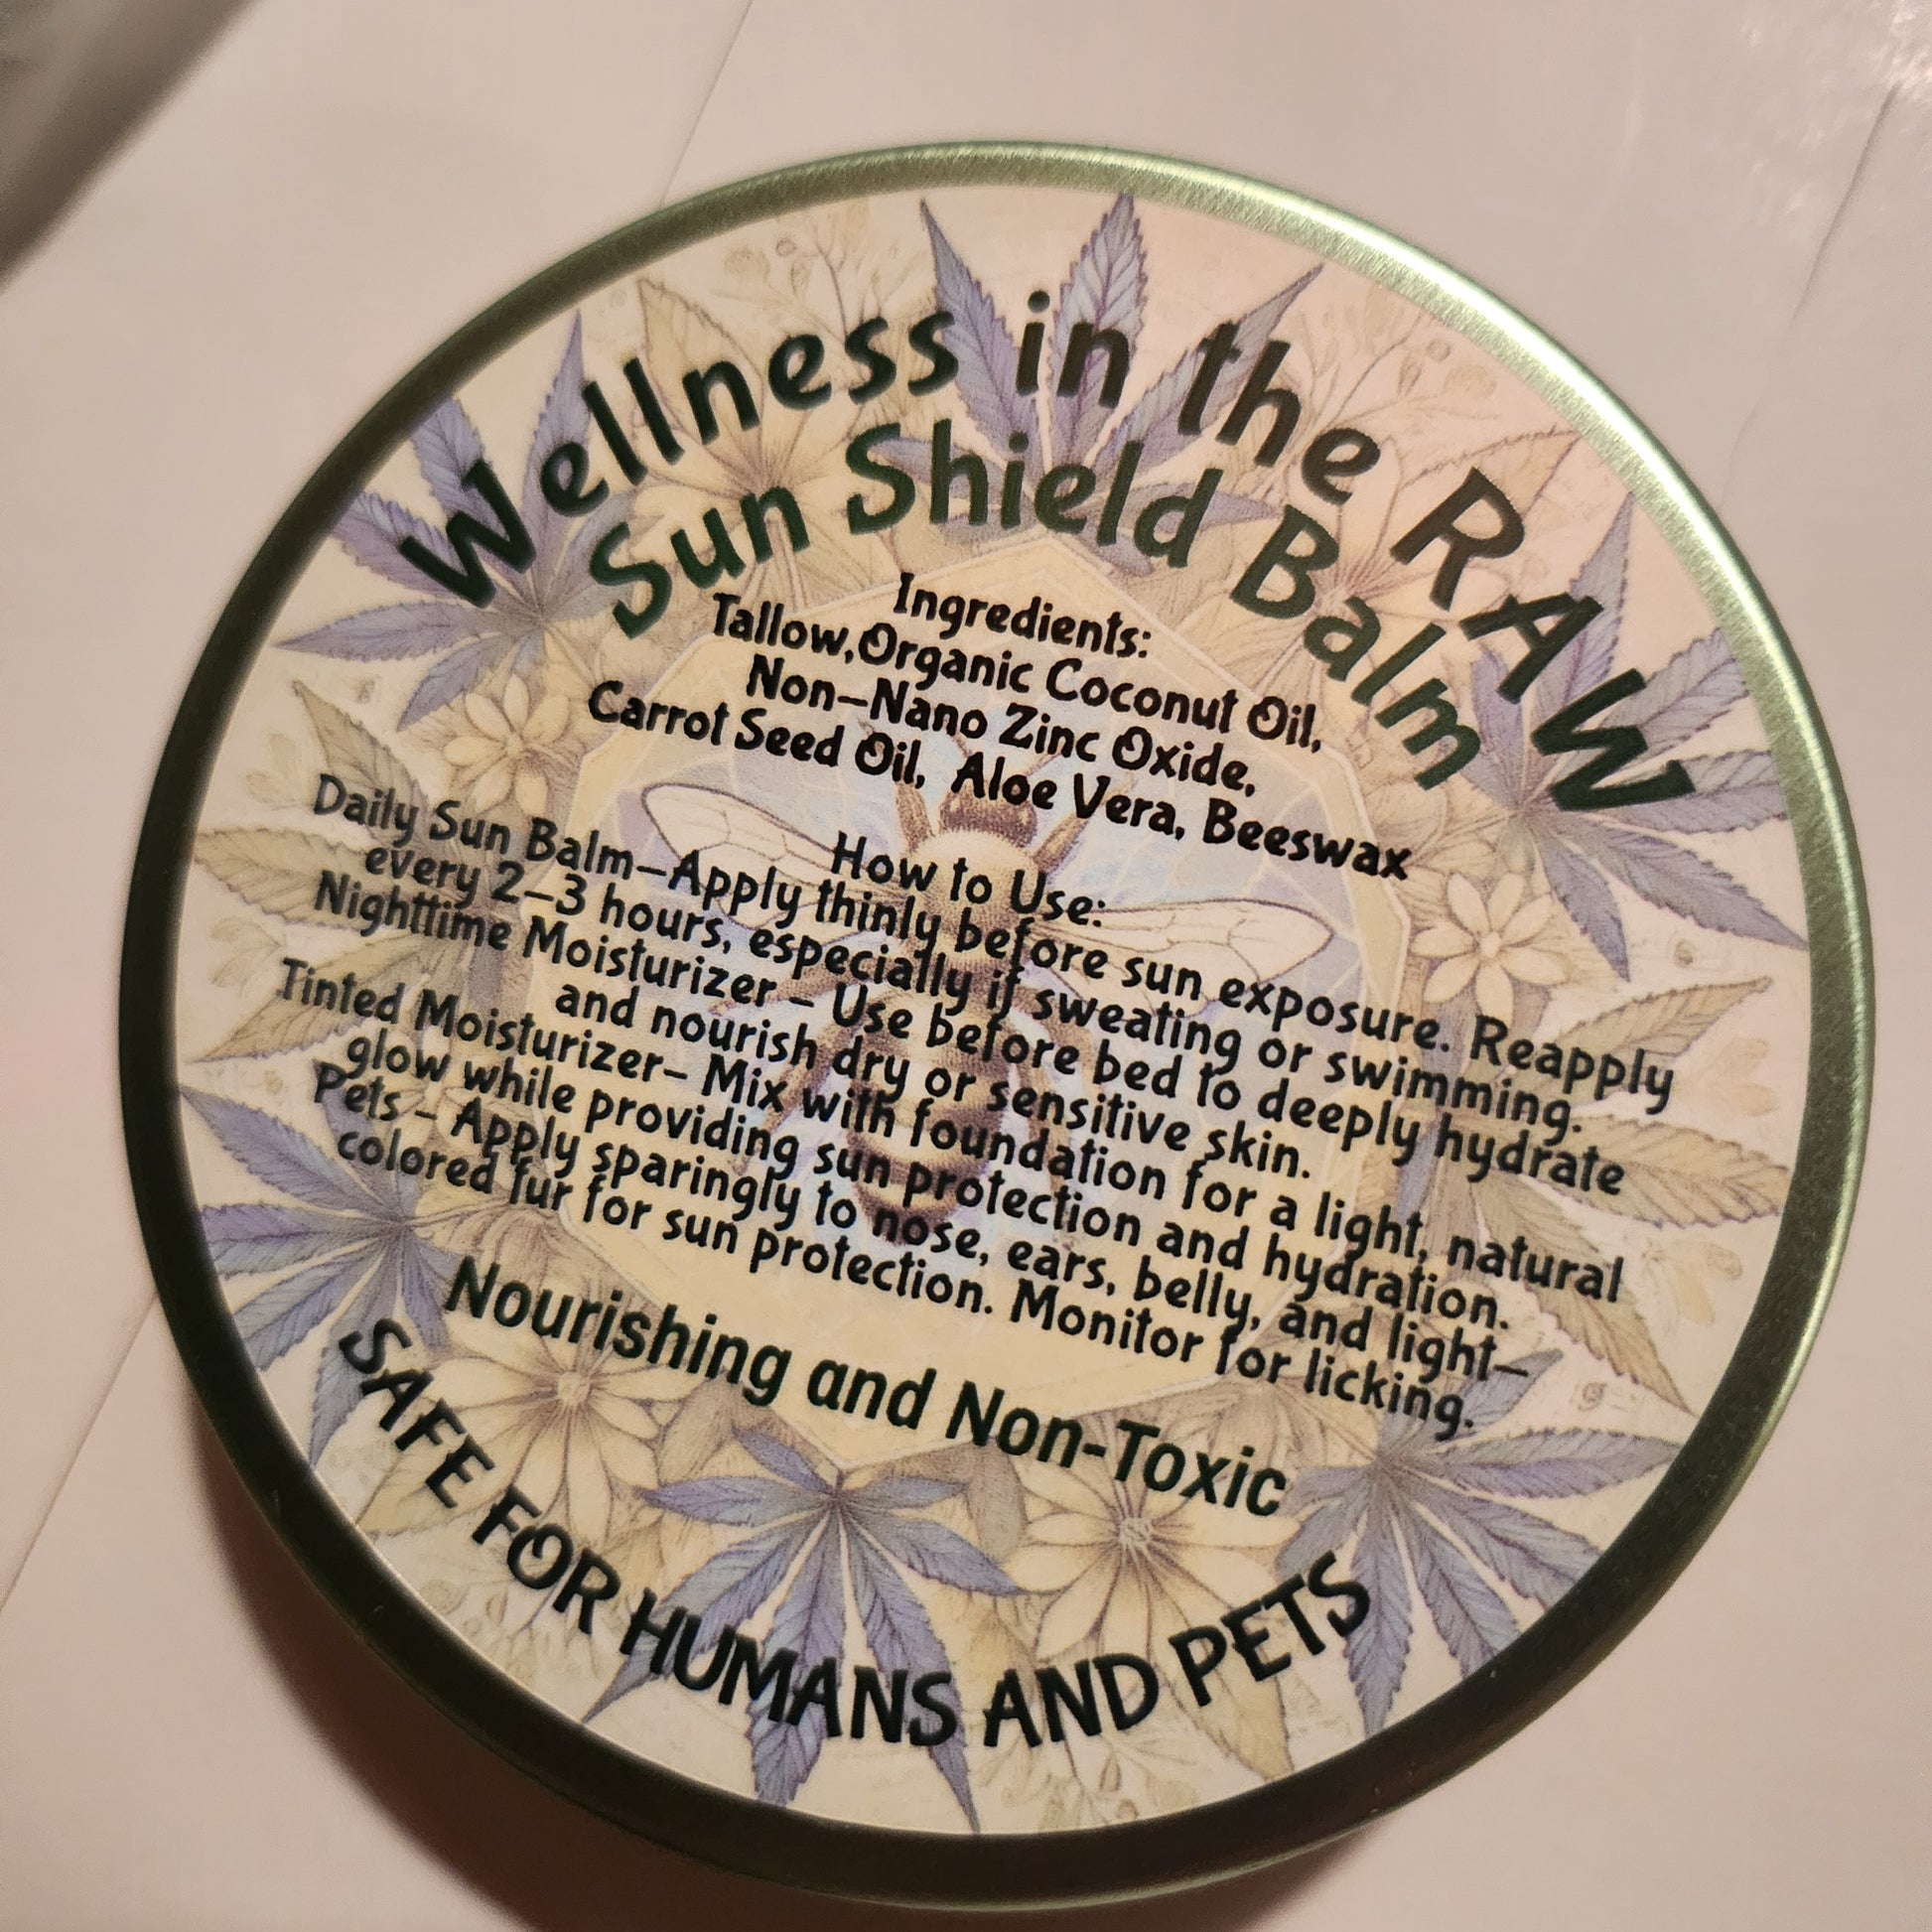 Wellness in the RAW
Sun Shield Balm
Ingredients:
Tallow,Organic Coconut Oil,
Non-Nano Zinc Oxide,
Carrot Seed Oil, Aloe Vera, Beeswax
How to Use:
Daily Sun Balm-Apply thinly before sun exposure. Reapply
every 2-3 hours, especially if sweating or swimming.
Nighttime Moisturizer - Use before bed to deeply hydrate
and nourish dry or sensitive skin.
Tinted Moisturizer- Mix with foundation for a light, natural
glow while providing sun protection and hydration.
Pets - Apply sparingly to nose, ears, belly, and light-
colored fur for sun protection. Monitor for licking.
Nourishing and Non-Toxic
SAFE FOR HUMANS AND PETS